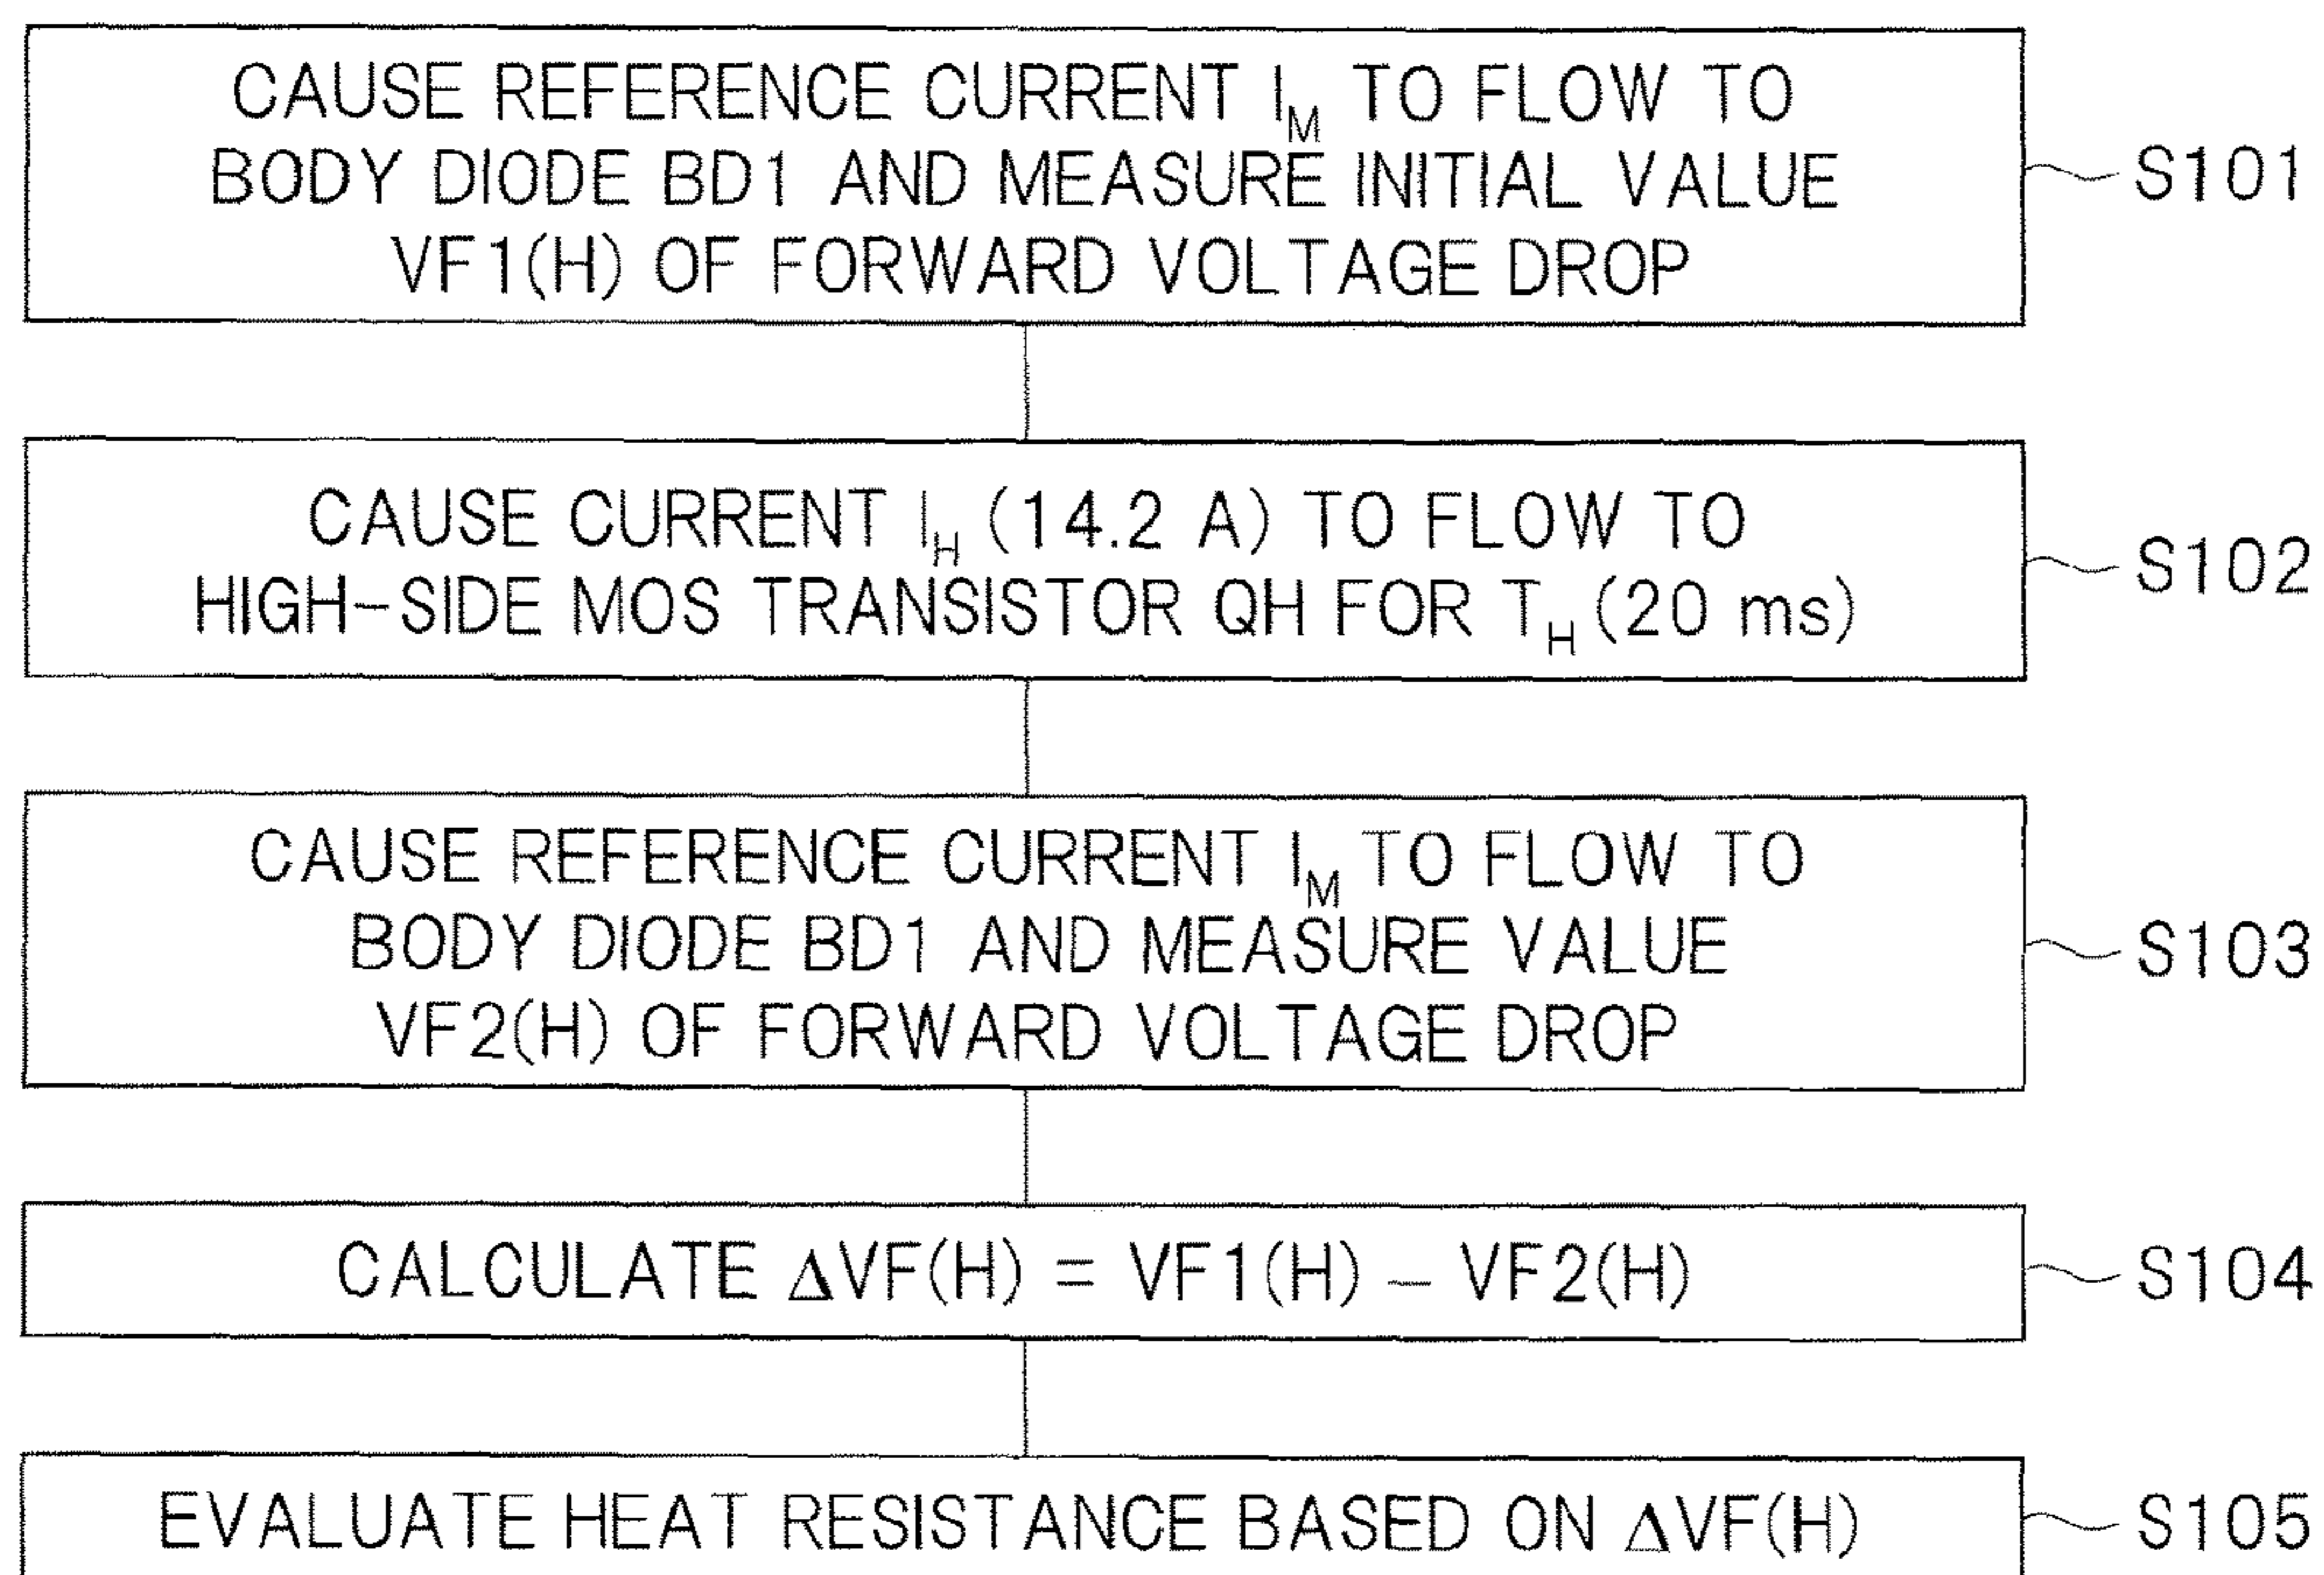 CAUSE REFERENCE CURRENT I_M TO FLOW TO
BODY DIODE BD1 AND MEASURE INITIAL VALUE
VF1(H) OF FORWARD VOLTAGE DROP
S101
CAUSE CURRENT I_H (14.2 A) TO FLOW TO
HIGH-SIDE MOS TRANSISTOR QH FOR T_H (20 ms)
S102
CAUSE REFERENCE CURRENT I_M TO FLOW TO
BODY DIODE BD1 AND MEASURE VALUE
VF2(H) OF FORWARD VOLTAGE DROP
S103
CALCULATE ΔVF(H) = VF1(H) – VF2(H)
S104
EVALUATE HEAT RESISTANCE BASED ON ΔVF(H)
S105